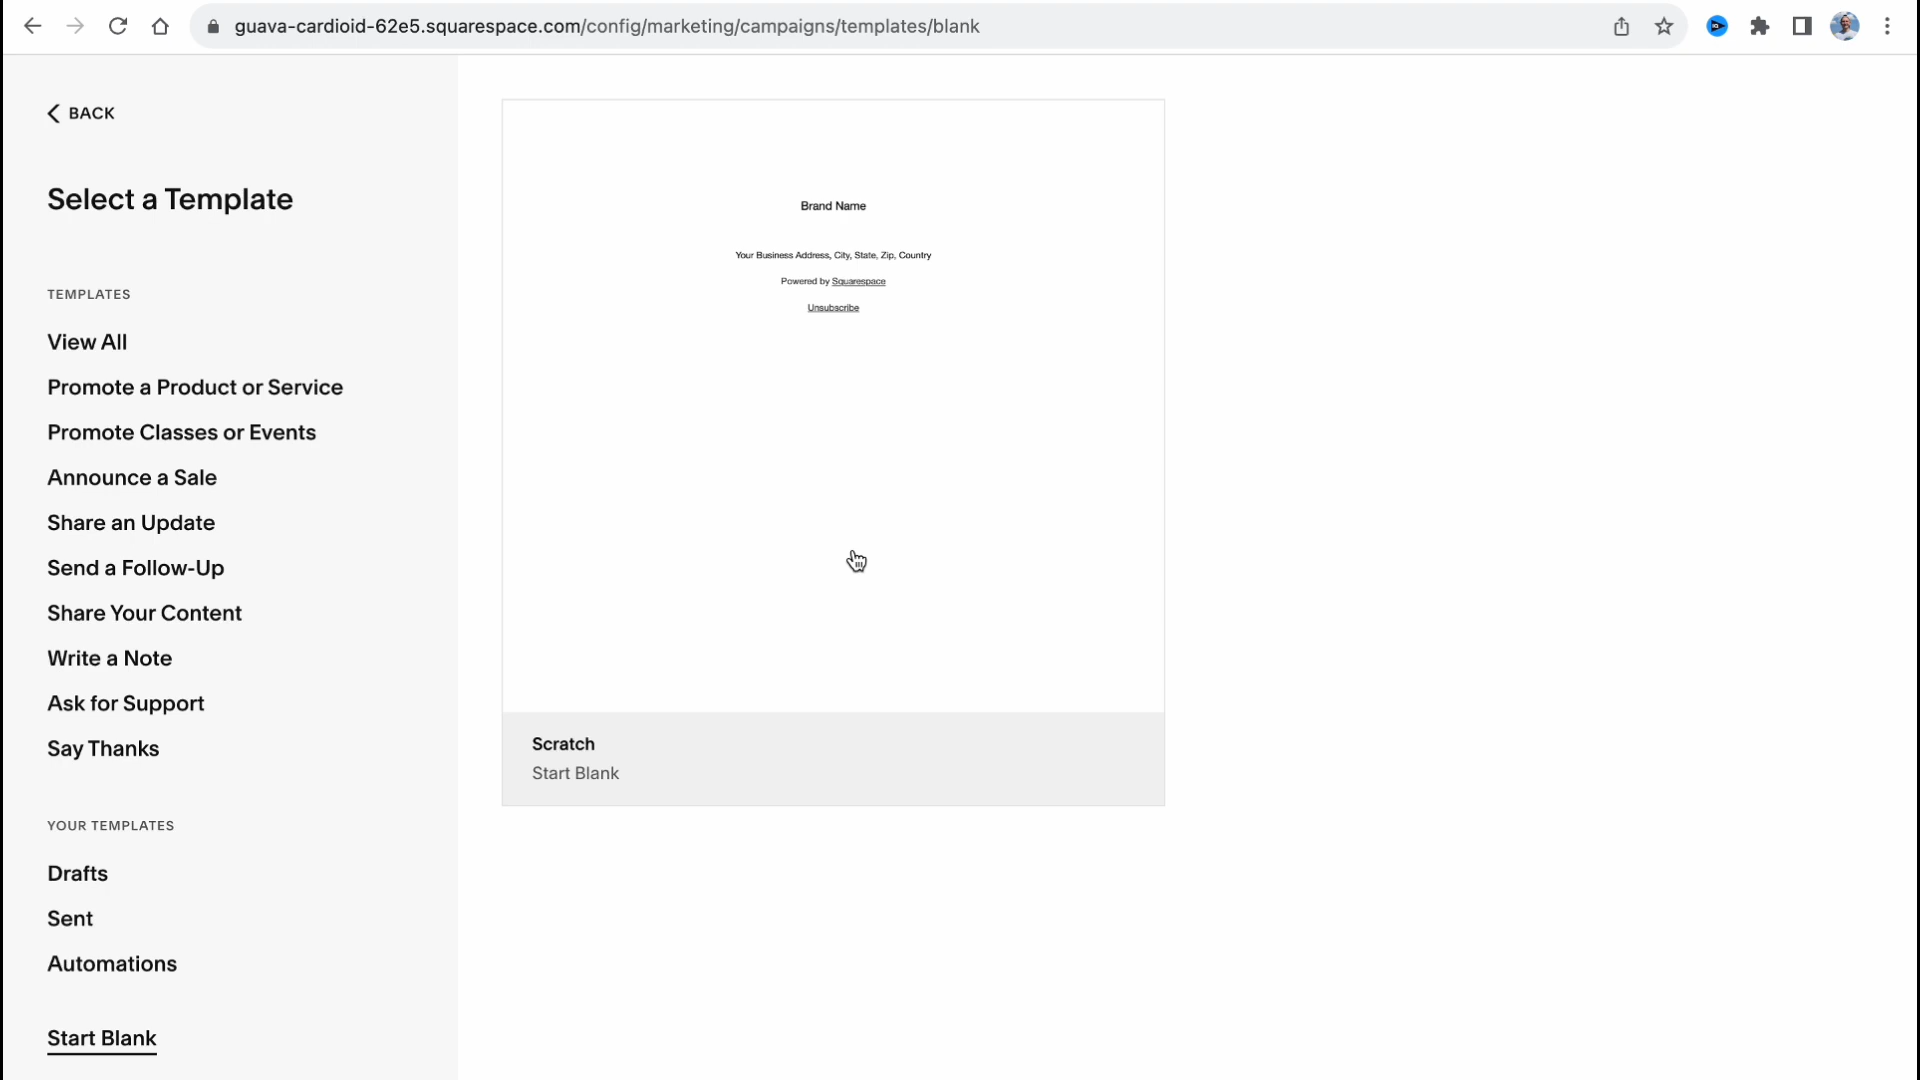 guava-cardioid-62e5.squarespace.com/config/marketing/campaigns/templates/blank
BACK
Select a Template
TEMPLATES
View All
Promote a Product or Service
Promote Classes or Events
Announce a Sale
Share an Update
Send a Follow-Up
Share Your Content
Write a Note
Ask for Support
Say Thanks
YOUR TEMPLATES
Drafts
Sent
Automations
Start Blank
Brand Name
Your Business Address, City, State, Zip, Country
Powered by Squarespace
Unsubscribe
Scratch
Start Blank